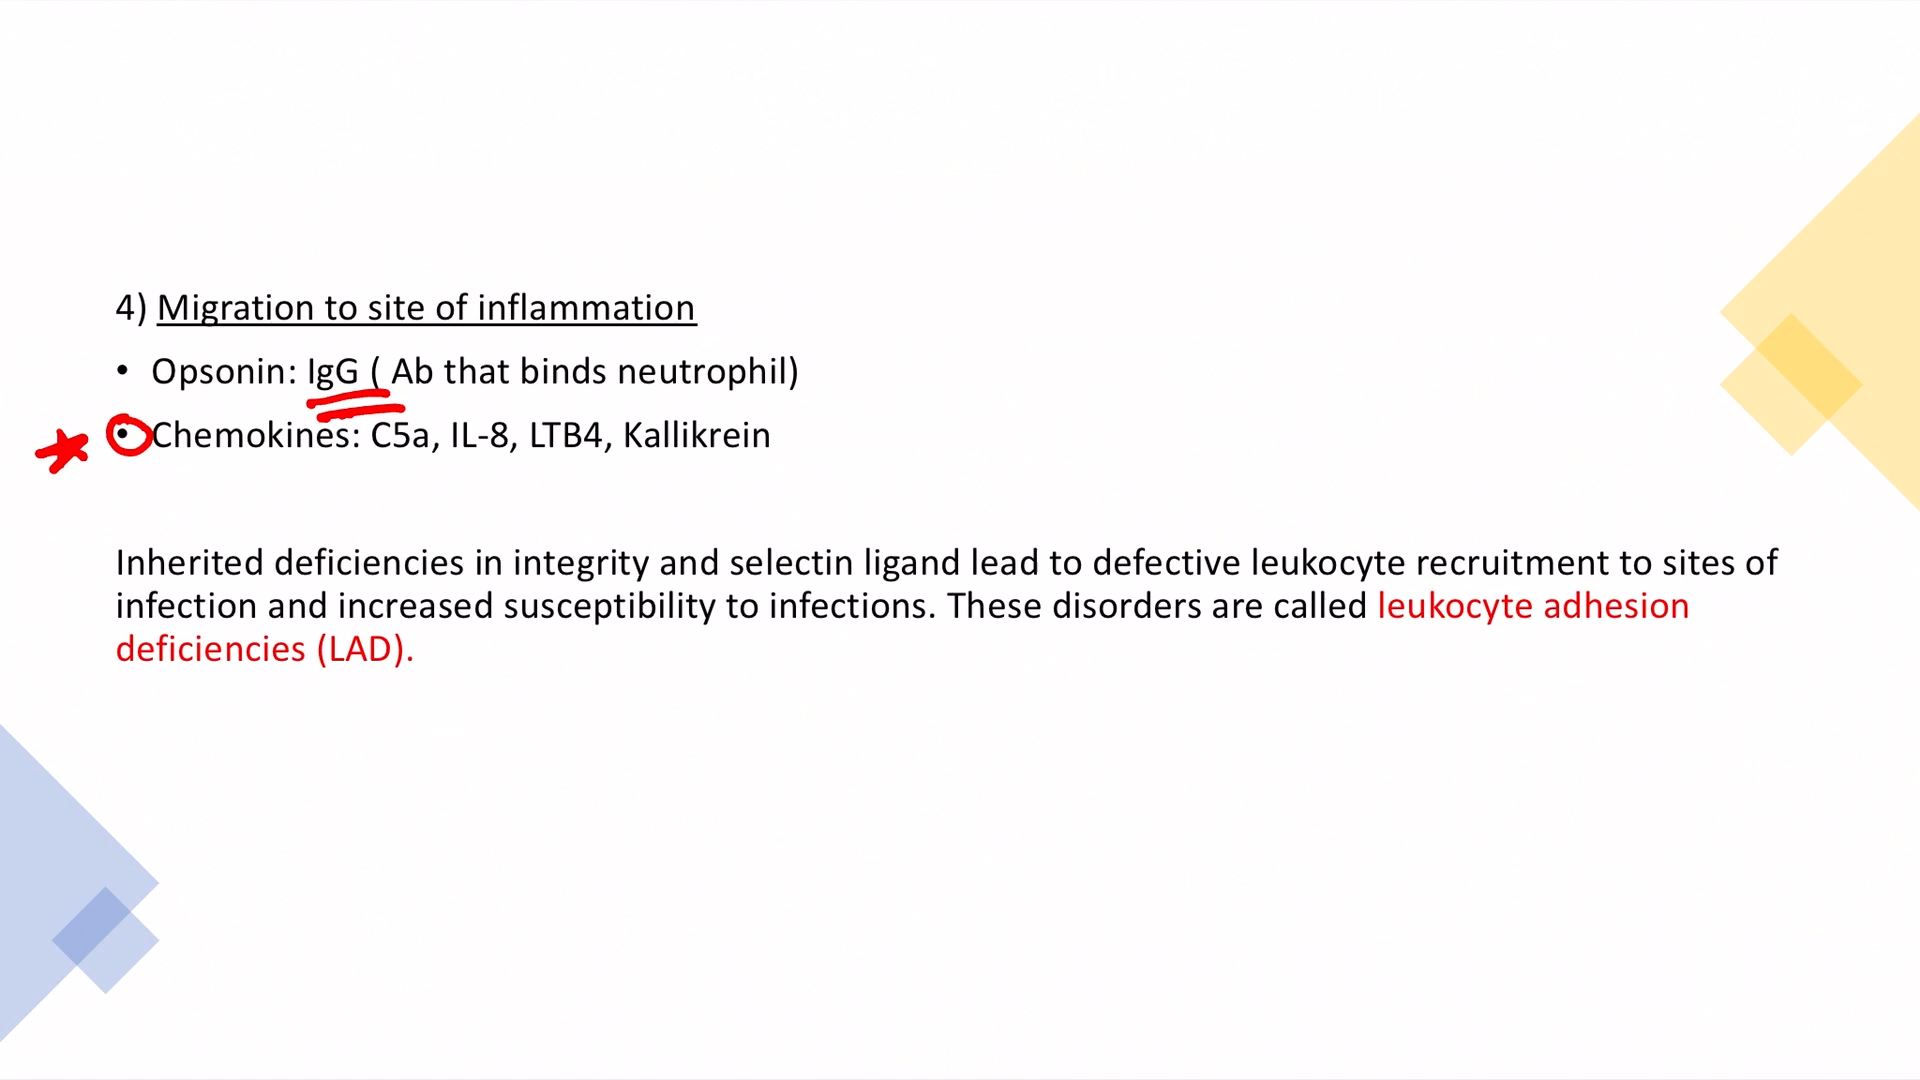 4) Migration to site of inflammation
• Opsonin: IgG ( Ab that binds neutrophil)
• Chemokines: C5a, IL-8, LTB4, Kallikrein
Inherited deficiencies in integrity and selectin ligand lead to defective leukocyte recruitment to sites of
infection and increased susceptibility to infections. These disorders are called leukocyte adhesion
deficiencies (LAD).